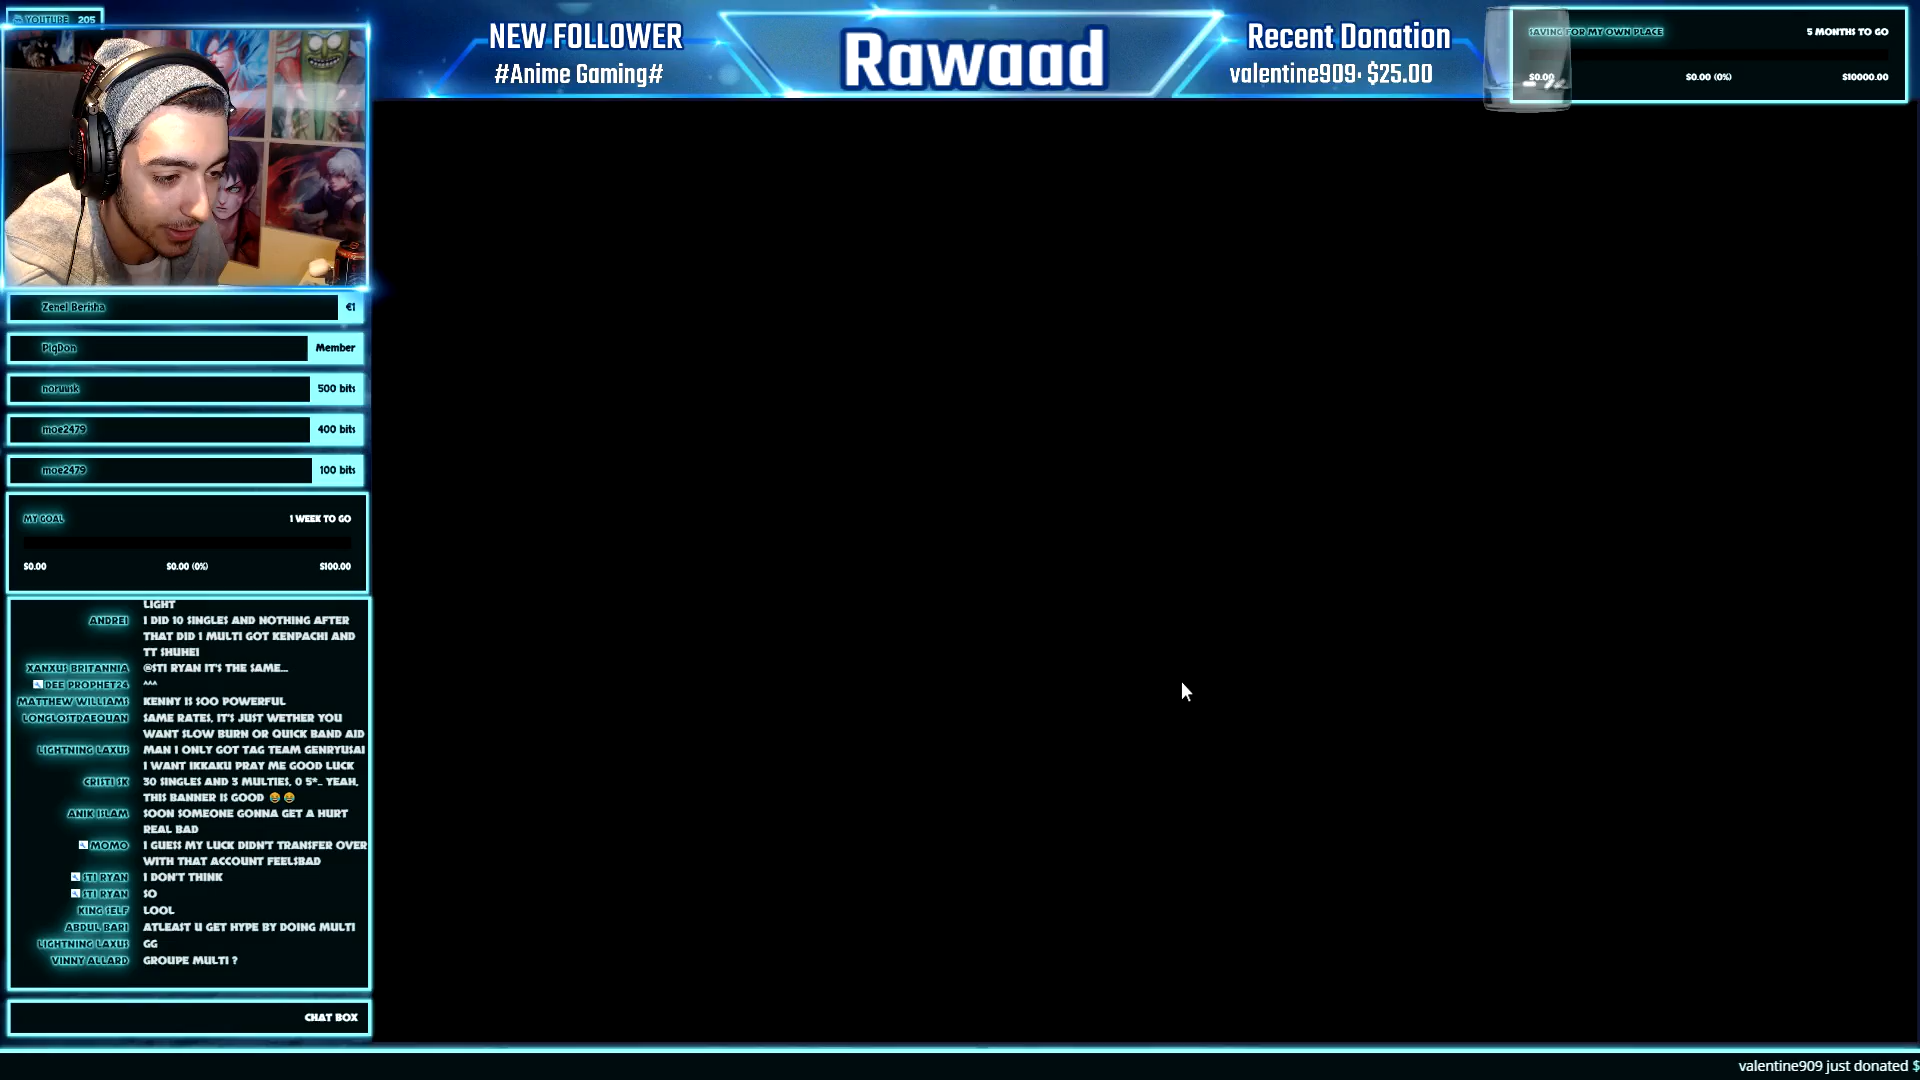 YOUTUBE 205
NEW FOLLOWER
#Anime Gaming#
Rawaad
Recent Donation
valentine909: $25.00
SAVING FOR MY OWN PLACE 5 MONTHS TO GO
$0.00 $0.00 (0%) $10000.00
Zenel Berisha €1
PigDon Member
noruusk 500 bits
moe2479 400 bits
moe2479 100 bits
MY GOAL 1 WEEK TO GO
$0.00 $0.00 (0%) $100.00
LIGHT
ANDREI I DID 10 SINGLES AND NOTHING AFTER
THAT DID 1 MULTI GOT KENPACHI AND
TT SHUHEI
XANXUS BRITANNIA @STI RYAN IT'S THE SAME...
DEE PROPHET24 ^^^
MATTHEW WILLIAMS KENNY IS SOO POWERFUL
LONGLOSTDAEQUAN SAME RATES, IT'S JUST WETHER YOU
WANT SLOW BURN OR QUICK BAND AID
LIGHTNING LAXUS MAN I ONLY GOT TAG TEAM GENRYUSAI
I WANT IKKAKU PRAY ME GOOD LUCK
CRISTI SK 30 SINGLES AND 3 MULTIES, 0 5*.. YEAH,
THIS BANNER IS GOOD 😂 😂
ANIK ISLAM SOON SOMEONE GONNA GET A HURT
REAL BAD
MOMO I GUESS MY LUCK DIDN'T TRANSFER OVER
WITH THAT ACCOUNT FEELSBAD
STI RYAN I DON'T THINK
STI RYAN SO
KING SELF LOOL
ABDUL BARI ATLEAST U GET HYPE BY DOING MULTI
LIGHTNING LAXUS GG
VINNY ALLARD GROUPE MULTI ?
CHAT BOX
valentine909 just donated $